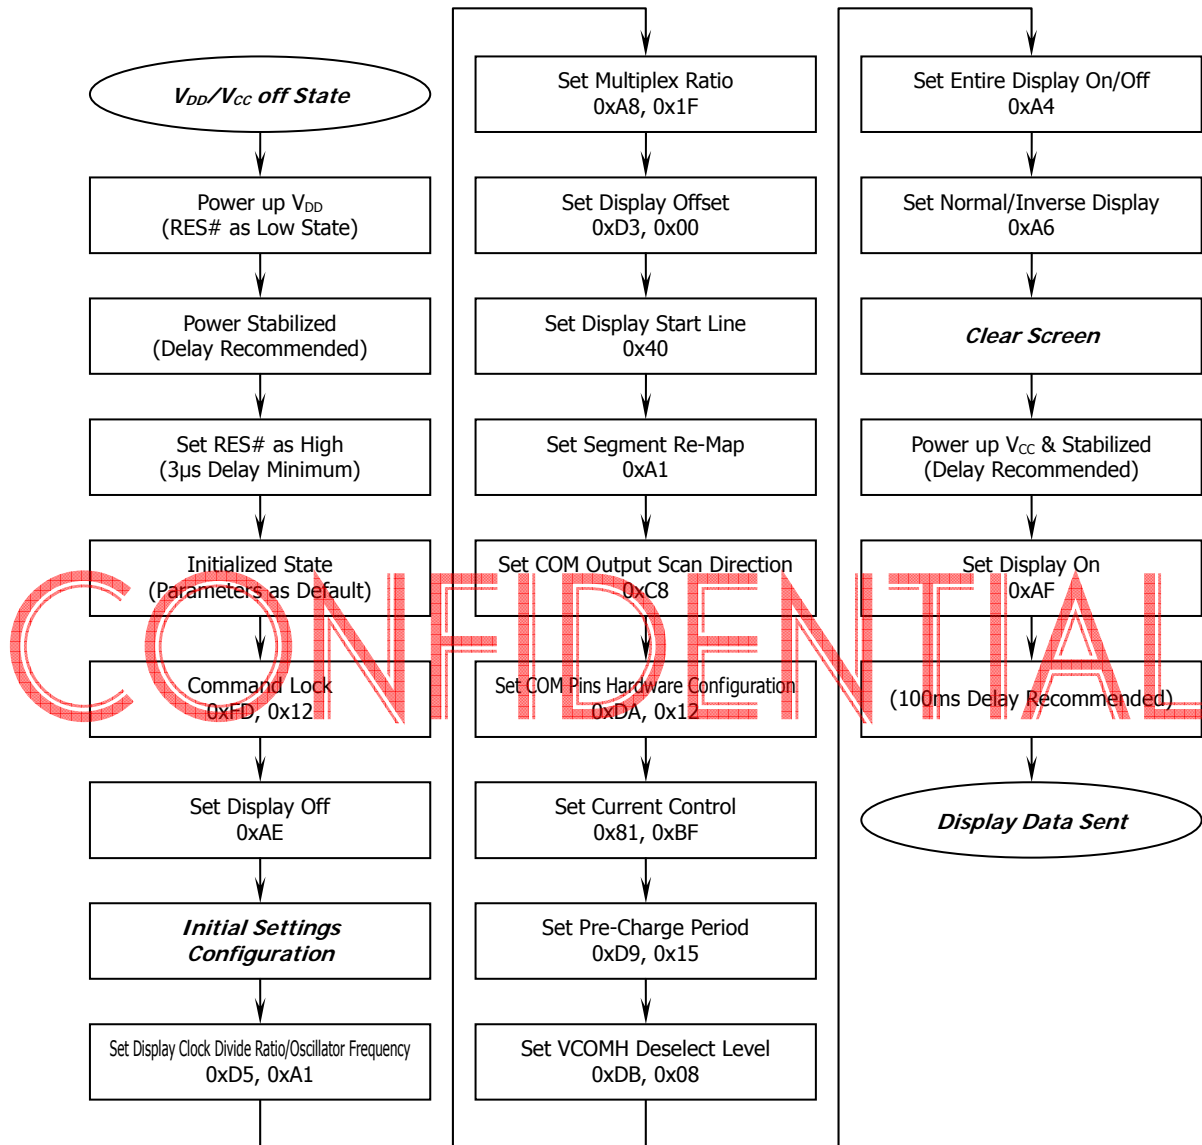 V_DD/V_CC off State
Power up V_DD
(RES# as Low State)
Power Stabilized
(Delay Recommended)
Set RES# as High
(3μs Delay Minimum)
Initialized State
(Parameters as Default)
Command Lock
0xFD, 0x12
Set Display Off
0xAE
Initial Settings
Configuration
Set Display Clock Divide Ratio/Oscillator Frequency
0xD5, 0xA1
Set Multiplex Ratio
0xA8, 0x1F
Set Display Offset
0xD3, 0x00
Set Display Start Line
0x40
Set Segment Re-Map
0xA1
Set COM Output Scan Direction
0xC8
Set COM Pins Hardware Configuration
0xDA, 0x12
Set Current Control
0x81, 0xBF
Set Pre-Charge Period
0xD9, 0x15
Set VCOMH Deselect Level
0xDB, 0x08
Set Entire Display On/Off
0xA4
Set Normal/Inverse Display
0xA6
Clear Screen
Power up V_CC & Stabilized
(Delay Recommended)
Set Display On
0xAF
(100ms Delay Recommended)
Display Data Sent
CONFIDENTIAL